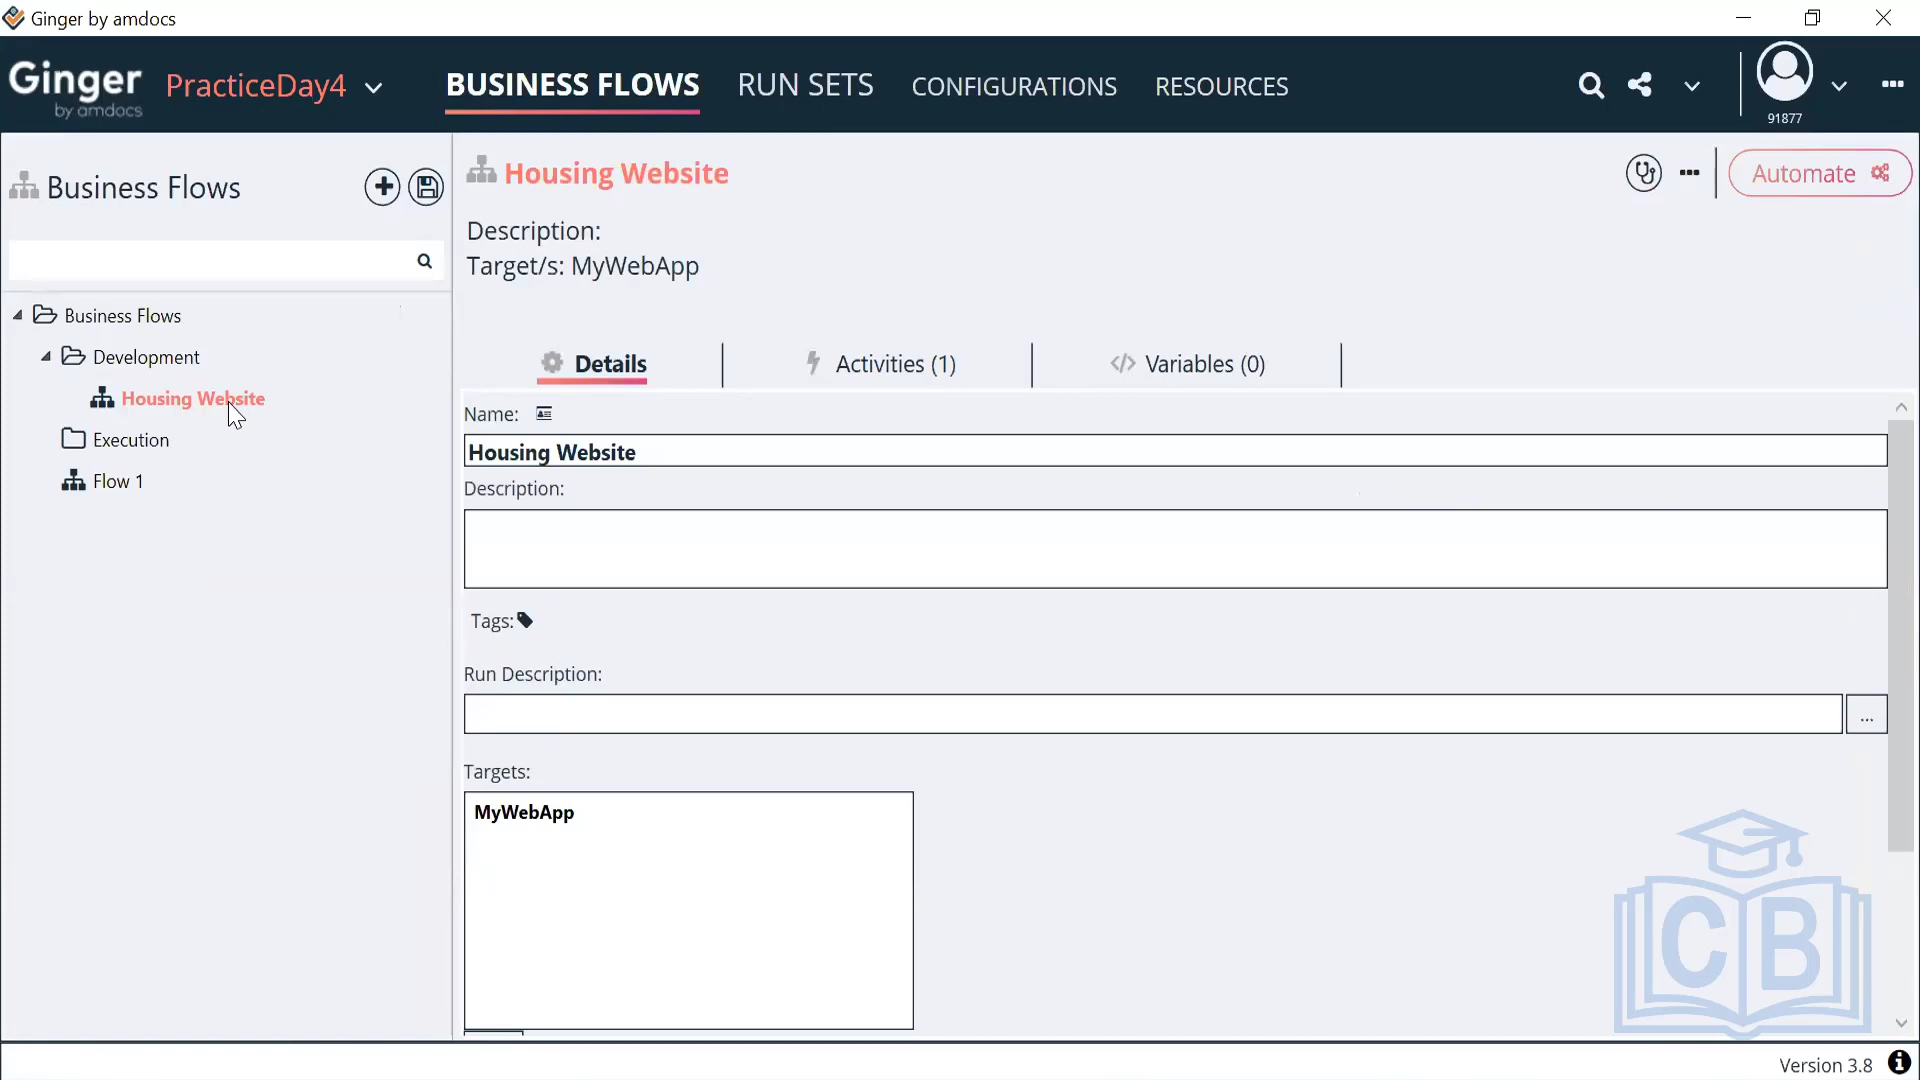 Ginger by amdocs
Ginger by amdocs PracticeDay4 BUSINESS FLOWS RUN SETS CONFIGURATIONS RESOURCES
91877
Business Flows
Business Flows
Development
Housing Website
Execution
Flow 1
Housing Website
Automate
Description:
Target/s: MyWebApp
Details Activities (1) Variables (0)
Name:
Housing Website
Description:
Tags:
Run Description:
...
Targets:
MyWebApp
CB
Version 3.8